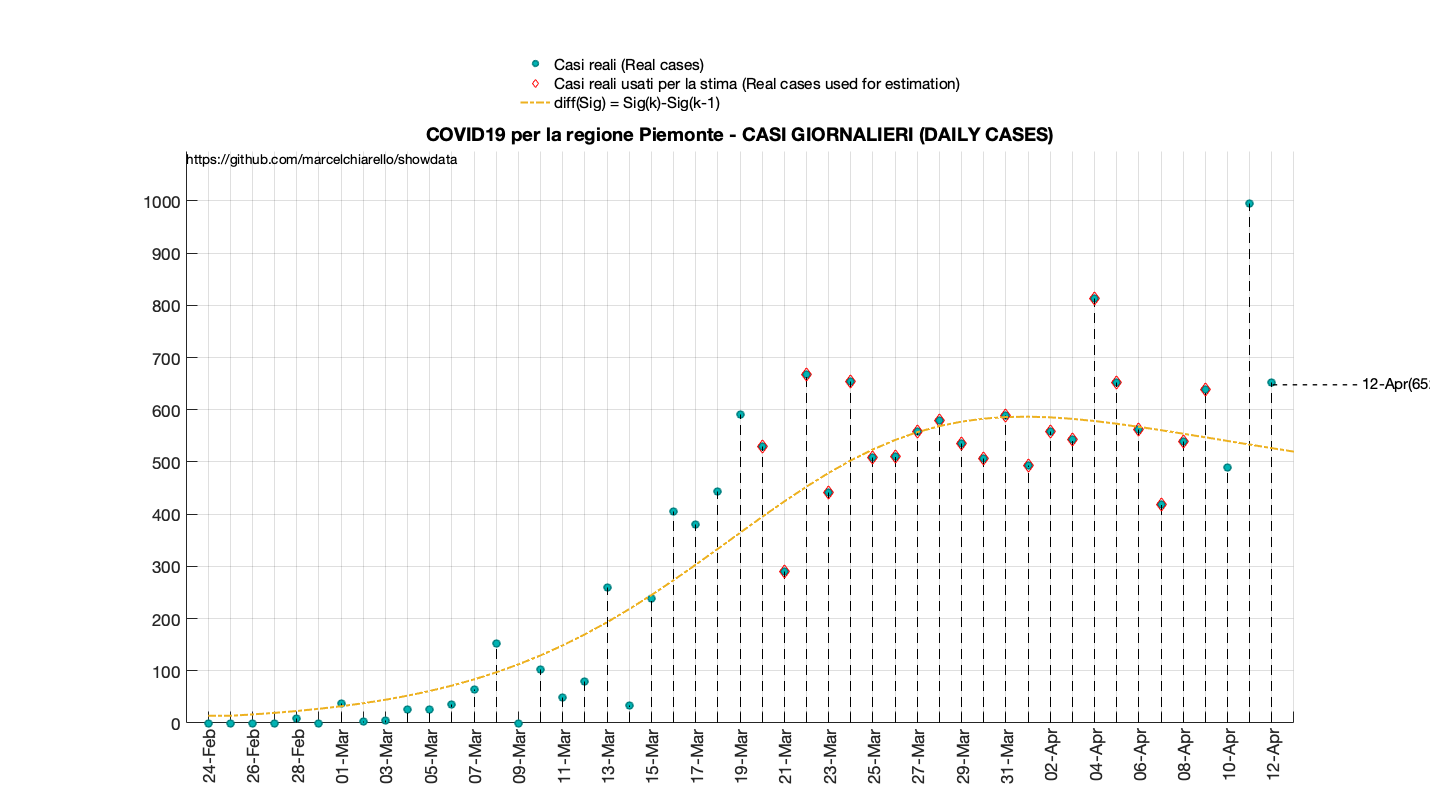 Casi reali (Real cases)
Casi reali usati per la stima (Real cases used for estimation)
diff(Sig) = Sig(k)-Sig(k-1)
COVID19 per la regione Piemonte - CASI GIORNALIERI (DAILY CASES)
https://github.com/marcelchiarello/showdata
1000
900
800
700
600
500
400
300
200
100
0
12-Apr(65
24-Feb
26-Feb
28-Feb
01-Mar
03-Mar
05-Mar
07-Mar
09-Mar
11-Mar
13-Mar
15-Mar
17-Mar
19-Mar
21-Mar
23-Mar
25-Mar
27-Mar
29-Mar
31-Mar
02-Apr
04-Apr
06-Apr
08-Apr
10-Apr
12-Apr